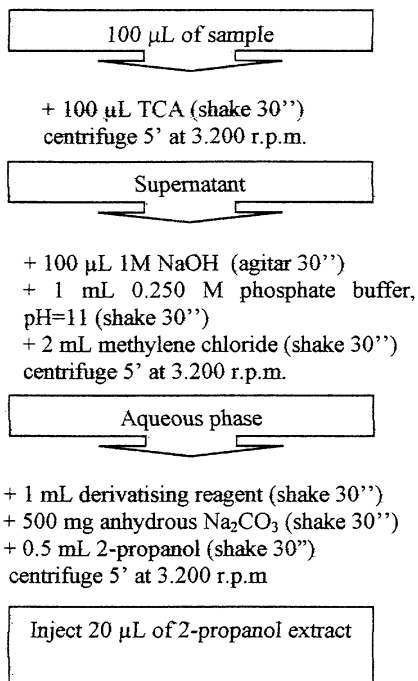 100 µL of sample
+ 100 µL TCA (shake 30’’)
centrifuge 5’ at 3.200 r.p.m.
Supernatant
+ 100 µL 1M NaOH (agitar 30’’)
+ 1 mL 0.250 M phosphate buffer,
pH=11 (shake 30’’)
+ 2 mL methylene chloride (shake 30’’)
centrifuge 5’ at 3.200 r.p.m.
Aqueous phase
+ 1 mL derivatising reagent (shake 30’’)
+ 500 mg anhydrous Na₂CO₃ (shake 30’’)
+ 0.5 mL 2-propanol (shake 30”)
centrifuge 5’ at 3.200 r.p.m
Inject 20 µL of 2-propanol extract